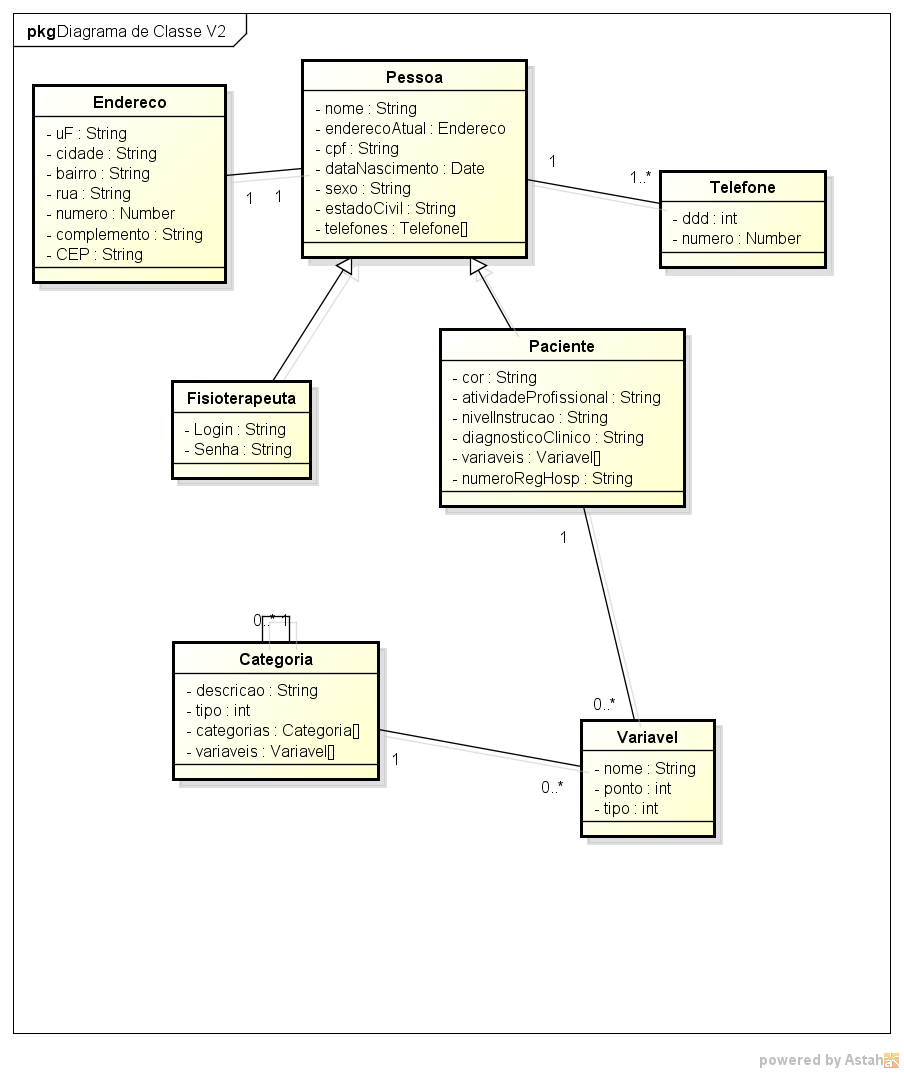 pkg Diagrama de Classe V2
Endereco
- uF : String
- cidade : String
- bairro : String
- rua : String
- numero : Number
- complemento : String
- CEP : String
Pessoa
- nome : String
- enderecoAtual : Endereco
- cpf : String
- dataNascimento : Date
- sexo : String
- estadoCivil : String
- telefones : Telefone[]
1
1
1
1..*
Telefone
- ddd : int
- numero : Number
Fisioterapeuta
- Login : String
- Senha : String
Paciente
- cor : String
- atividadeProfissional : String
- nivelInstrucao : String
- diagnosticoClinico : String
- variaveis : Variavel[]
- numeroRegHosp : String
1
0..*
0..* 1
Categoria
- descricao : String
- tipo : int
- categorias : Categoria[]
- variaveis : Variavel[]
1
0..*
Variavel
- nome : String
- ponto : int
- tipo : int
powered by Astah